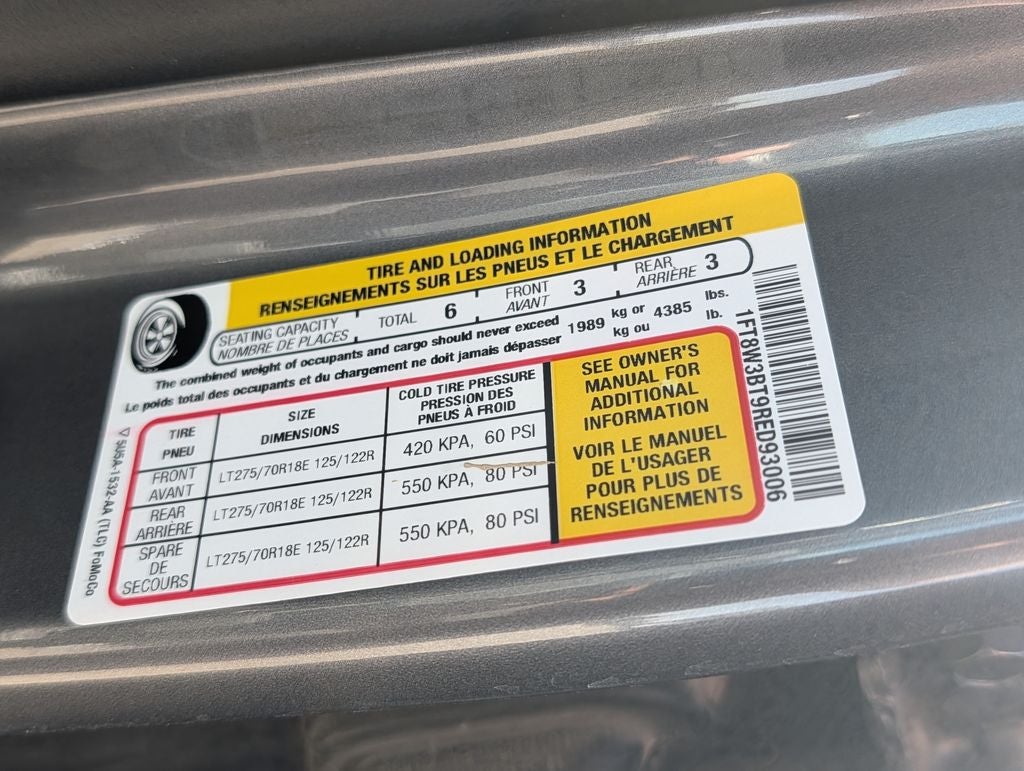 TIRE AND LOADING INFORMATION
RENSEIGNEMENTS SUR LES PNEUS ET LE CHARGEMENT
SEATING CAPACITY
NOMBRE DE PLACES
TOTAL 6
FRONT
AVANT 3
REAR
ARRIÈRE 3
The combined weight of occupants and cargo should never exceed
Le poids total des occupants et du chargement ne doit jamais dépasser
1989 kg or 4385 lbs.
kg ou lb.
TIRE
PNEU
SIZE
DIMENSIONS
COLD TIRE PRESSURE
PRESSION DES
PNEUS À FROID
FRONT
AVANT
LT275/70R18E 125/122R
420 KPA, 60 PSI
REAR
ARRIÈRE
LT275/70R18E 125/122R
550 KPA, 80 PSI
SPARE
DE
SECOURS
LT275/70R18E 125/122R
550 KPA, 80 PSI
SEE OWNER'S
MANUAL FOR
ADDITIONAL
INFORMATION
VOIR LE MANUEL
DE L'USAGER
POUR PLUS DE
RENSEIGNEMENTS
1FT8W3BT9RED93006
▽ 5U5A-1532-AA (TLC) FoMoCo